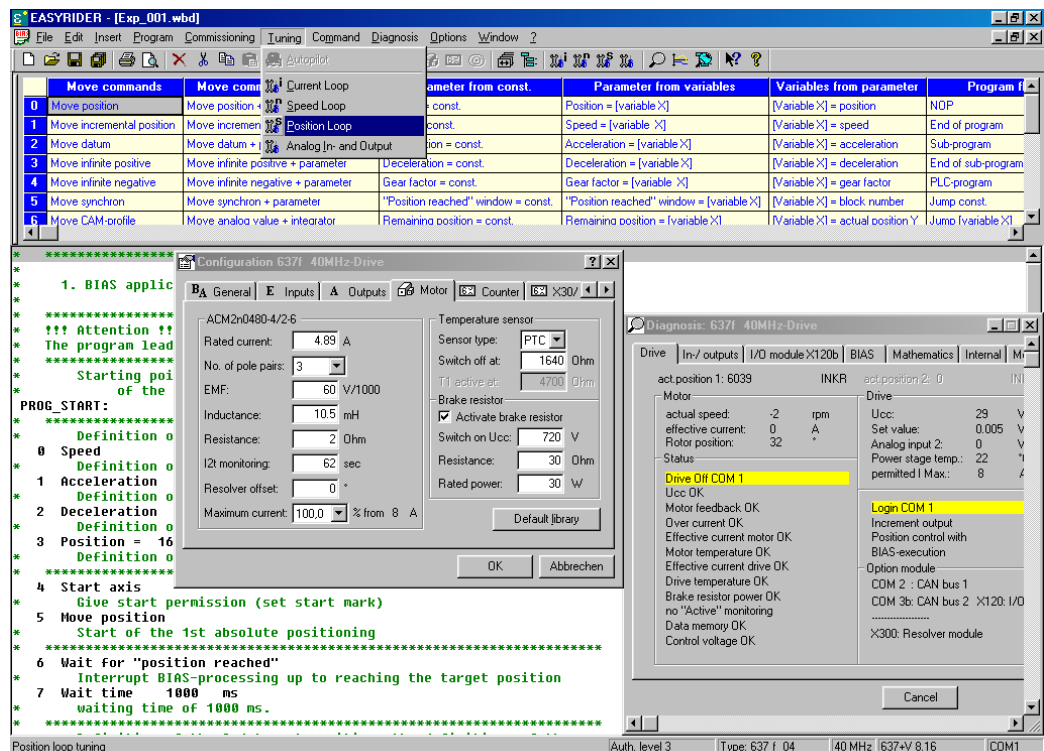 EASYRIDER - [Exp_001.wbd]
File Edit Insert Program Commissioning Tuning Command Diagnosis Options Window ?
Autopilot
Current Loop
Speed Loop
Position Loop
Analog In- and Output
Move commands Move com ameter from const. Parameter from variables Variables from parameter Program f
0 Move position Move position + = const. Position = [variable X] [Variable X] = position NOP
1 Move incremental position Move incremen const. Speed = [variable X] [Variable X] = speed End of program
2 Move datum Move datum + tion = const. Acceleration = [variable X] [Variable X] = acceleration Sub-program
3 Move infinite positive Move infinite positive + parameter Deceleration = const. Deceleration = [variable X] [Variable X] = deceleration End of sub-program
4 Move infinite negative Move infinite negative + parameter Gear factor = const. Gear factor = [variable X] [Variable X] = gear factor PLC-program
5 Move synchron Move synchron + parameter "Position reached" window = const. "Position reached" window = [variable X] [Variable X] = block number Jump const.
6 Move CAM-profile Move analog value + integrator Remaining position = const. Remaining position = [variable X] [Variable X] = actual position Y Jump [variable X]
* ******************
*
* 1. BIAS applic
*
* ******************
* !!! Attention !!
* The program lead
* ******************
* Starting poi
* of the
PROG_START:
* ******************
* Definition o
0 Speed
* Definition o
1 Acceleration
* Definition o
2 Deceleration
* Definition o
3 Position = 16
* Definition o
* ******************
4 Start axis
* Give start permission (set start mark)
5 Move position
* Start of the 1st absolute positioning
* **********************************************************************
6 Wait for "position reached"
* Interrupt BIAS-processing up to reaching the target position
7 Wait time 1000 ms
* waiting time of 1000 ms.
* **********************************************************************
Configuration 637f 40MHz-Drive
BA General E Inputs A Outputs Motor Counter X30/
ACM2n0480-4/2-6
Rated current: 4.89 A
No. of pole pairs: 3
EMF: 60 V/1000
Inductance: 10.5 mH
Resistance: 2 Ohm
I2t monitoring: 62 sec
Resolver offset: 0 °
Maximum current: 100,0 % from 8 A
Temperature sensor
Sensor type: PTC
Switch off at: 1640 Ohm
T1 active at: 4700 Ohm
Brake resistor
Activate brake resistor
Switch on Ucc: 720 V
Resistance: 30 Ohm
Rated power: 30 W
Default library
OK Abbrechen
Diagnosis: 637f 40MHz-Drive
Drive In-/ outputs I/O module X120b BIAS Mathematics Internal M
act.position 1: 6039 INKR act.position 2: 0 IN
Motor
actual speed: -2 rpm
effective current: 0 A
Rotor position: 32 °
Status
Drive Off COM 1
Ucc OK
Motor feedback OK
Over current OK
Effective current motor OK
Motor temperature OK
Effective current drive OK
Drive temperature OK
Brake resistor power OK
no "Active" monitoring
Data memory OK
Control voltage OK
Drive
Ucc: 29 V
Set value: 0.005 V
Analog input 2: 0 V
Power stage temp.: 22 °
permitted I Max.: 8
Login COM 1
Increment output
Position control with
BIAS-execution
Option module
COM 2 : CAN bus 1
COM 3b: CAN bus 2 X120: I/O
-------------------
X300: Resolver module
Cancel
Position loop tuning Auth. level 3 Type: 637 f 04 40 MHz 637+V 8.16 COM1